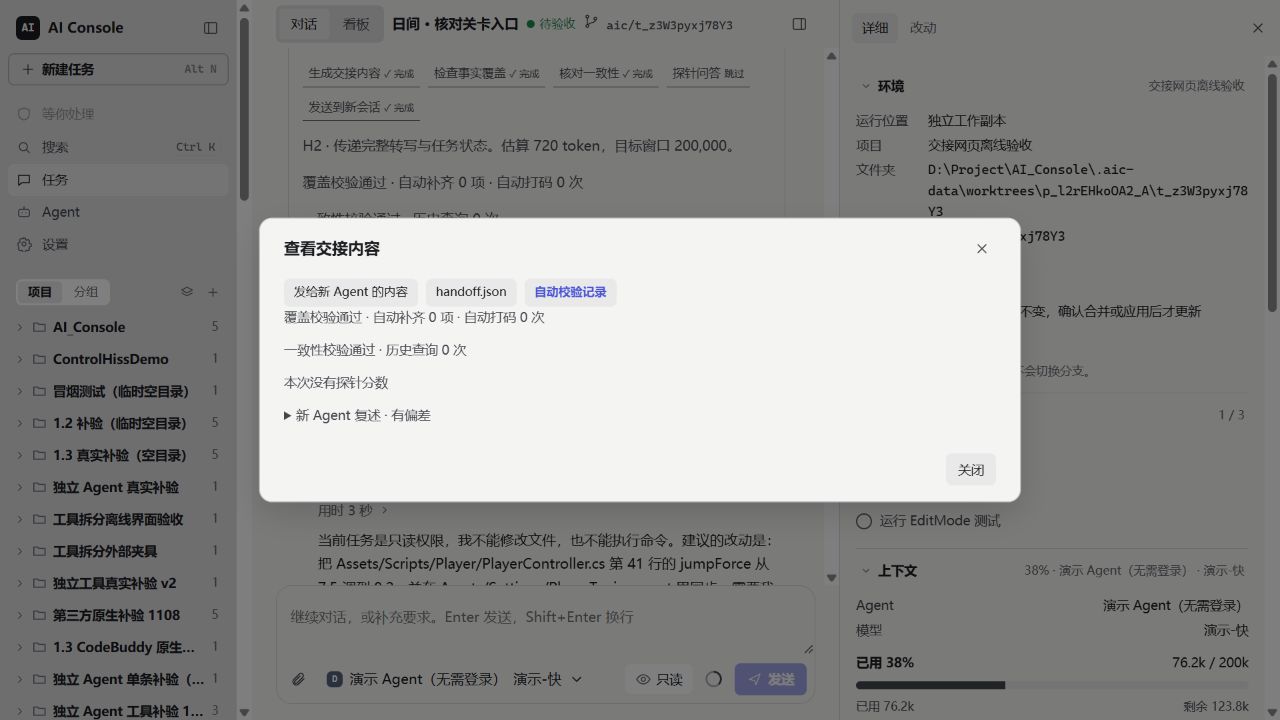 AI AI Console
新建任务 Alt N
等你处理
搜索 Ctrl K
任务
Agent
设置
项目 分组
AI_Console 5
ControlHissDemo 1
冒烟测试（临时空目录） 1
1.2 补验（临时空目录） 5
1.3 真实补验（空目录） 5
独立 Agent 真实补验 1
工具拆分离线界面验收 1
工具拆分外部夹具 1
独立工具真实补验 v2 1
第三方原生补验 1108 5
1.3 CodeBuddy 原生... 1
独立 Agent 单条补验（... 1
独立 Agent 工具补验 1... 3
对话 看板 日间・核对关卡入口 待验收 aic/t_z3W3pyxj78Y3
生成交接内容 ✓ 完成 检查事实覆盖 ✓ 完成 核对一致性 ✓ 完成 探针问答 跳过
发送到新会话 ✓ 完成
H2 · 传递完整转写与任务状态。估算 720 token，目标窗口 200,000。
覆盖校验通过 · 自动补齐 0 项 · 自动打码 0 次
一致性校验通过 · 历史查询 0 次
查看交接内容
发给新 Agent 的内容 handoff.json 自动校验记录
覆盖校验通过 · 自动补齐 0 项 · 自动打码 0 次
一致性校验通过 · 历史查询 0 次
本次没有探针分数
▶ 新 Agent 复述 · 有偏差
关闭
用时 3 秒
当前任务是只读权限，我不能修改文件，也不能执行命令。建议的改动：
把 Assets/Scripts/Player/PlayerController.cs 第 41 行的 jumpForce 从
继续对话，或补充要求。Enter 发送，Shift+Enter 换行
D 演示 Agent（无需登录） 演示-快 只读 发送
详细 改动
环境 交接网页离线验收
运行位置 独立工作副本
项目 交接网页离线验收
文件夹 D:\Project\AI_Console\.aic-
data\worktrees\p_l2rEHkoOA2_A\t_z3W3pyxj78
Y3
xj78Y3
不变，确认合并或应用后才更新
不会切换分支。
1 / 3
运行 EditMode 测试
上下文 38% · 演示 Agent（无需登录） · 演示-快
Agent 演示 Agent（无需登录）
模型 演示-快
已用 38% 76.2k / 200k
已用 76.2k 剩余 123.8k